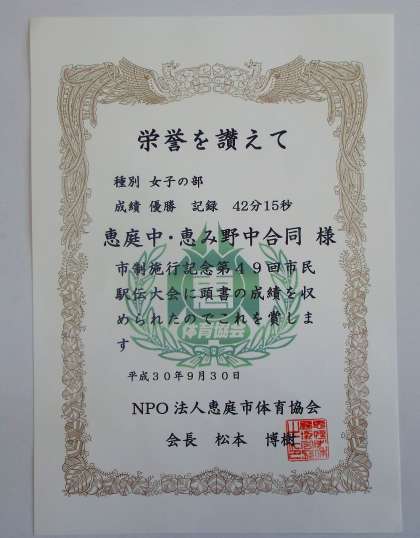 栄誉を讃えて
種別 女子の部
成績 優勝 記録 42分15秒
恵庭中・恵み野中合同 様
市制施行記念第49回市民
駅伝大会に頭書の成績を収
められたのでこれを賞しま
す
体育協会
平成30年9月30日
NPO法人恵庭市体育協会
会長 松本 博樹